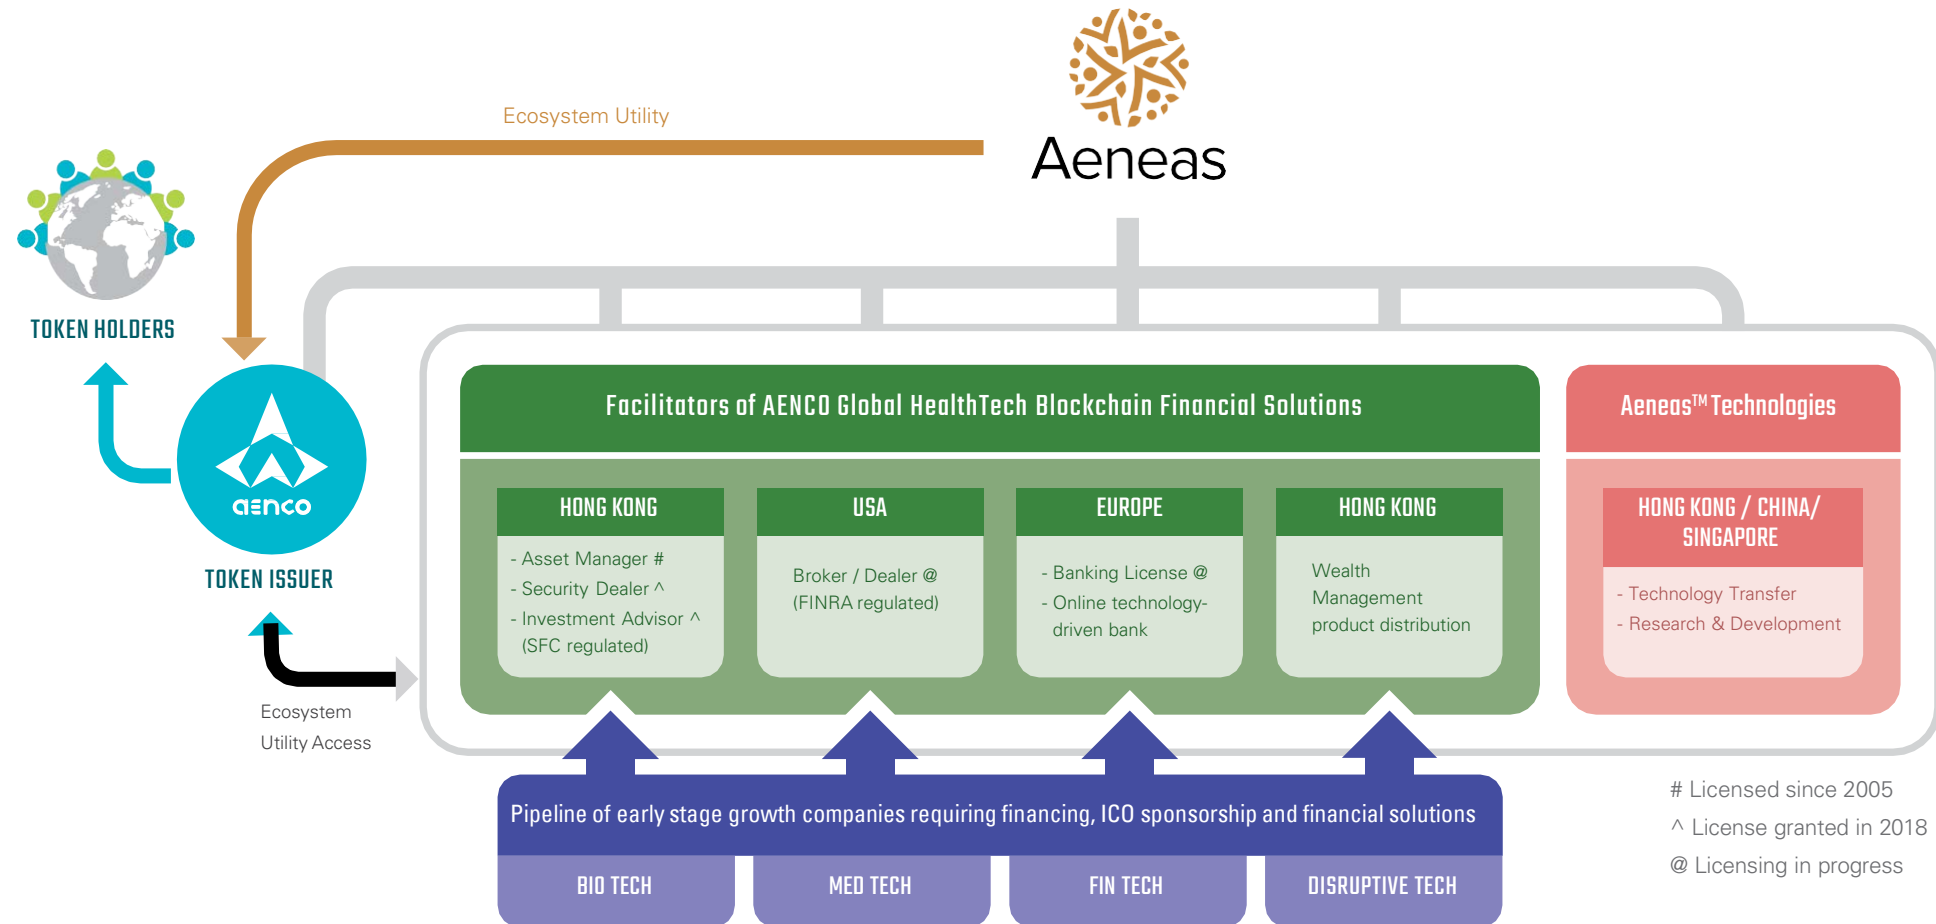 Ecosystem Utility
Aeneas
TOKEN HOLDERS
aenco
TOKEN ISSUER
Ecosystem
Utility Access
Facilitators of AENCO Global HealthTech Blockchain Financial Solutions
HONG KONG
- Asset Manager #
- Security Dealer ^
- Investment Advisor ^
(SFC regulated)
USA
Broker / Dealer @
(FINRA regulated)
EUROPE
- Banking License @
- Online technology-
driven bank
HONG KONG
Wealth
Management
product distribution
Aeneas™ Technologies
HONG KONG / CHINA/
SINGAPORE
- Technology Transfer
- Research & Development
Pipeline of early stage growth companies requiring financing, ICO sponsorship and financial solutions
BIO TECH
MED TECH
FIN TECH
DISRUPTIVE TECH
# Licensed since 2005
^ License granted in 2018
@ Licensing in progress